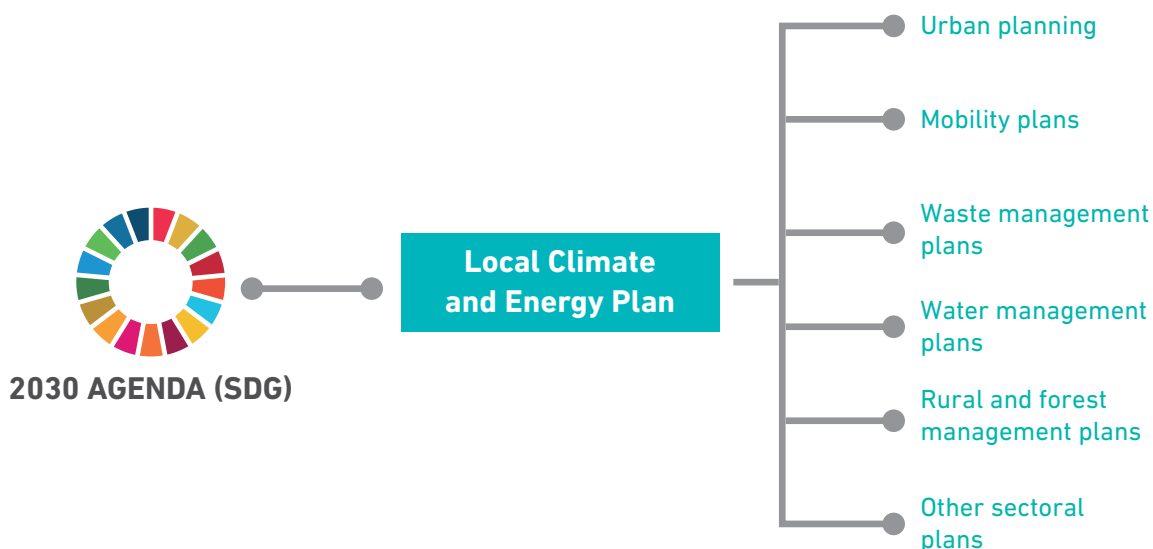 Urban planning
Mobility plans
Waste management
plans
Local Climate
and Energy Plan
Water management
plans
2030 AGENDA (SDG)
Rural and forest
management plans
Other sectoral
plans